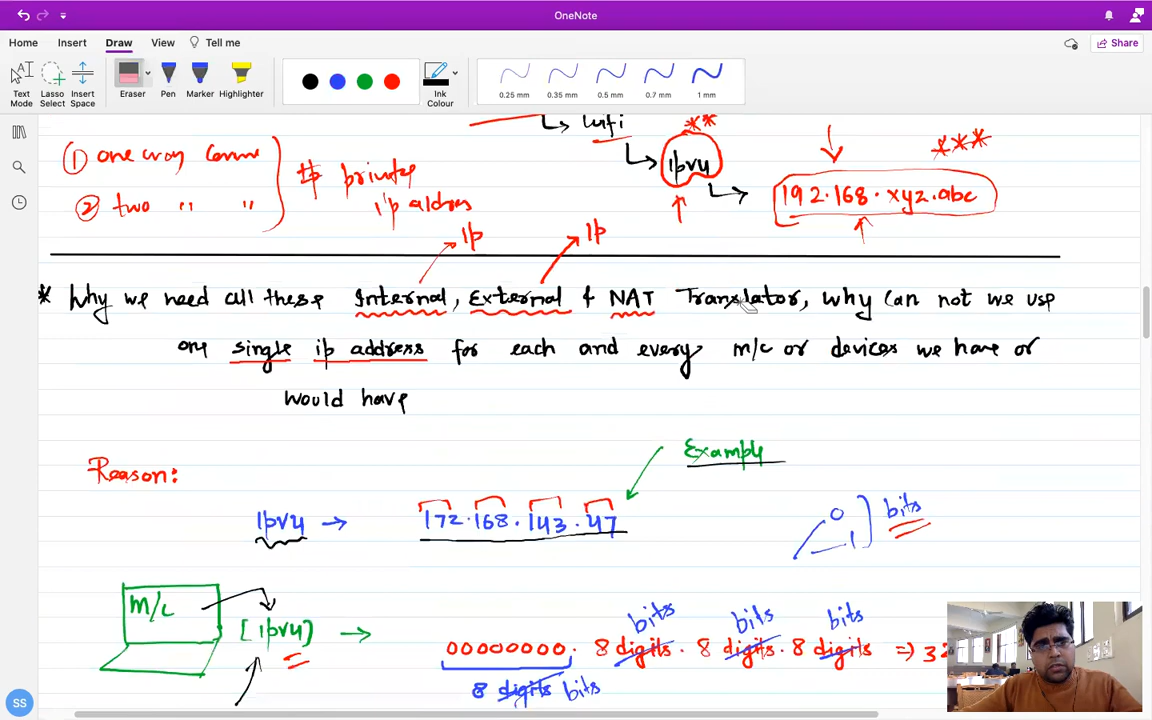 OneNote
Home Insert Draw View Tell me Share
Text Mode Lasso Select Insert Space Eraser Pen Marker Highlighter Ink Colour 0.25 mm 0.35 mm 0.5 mm 0.7 mm 1 mm
↳ wifi
① one way
② two " "
private
ip address
↳ ipv4 **
↳ 192.168.xyz.abc ***
Ip Ip
* Why we need all these Internal, External & NAT Translator, why can not we use
one single ip address for each and every m/c or devices we have or
would have
Example
Reason:
ipv4 → 172.168.143.47
0 1 bits
m/c
[ipv4] →
bits bits bits
00000000. 8 digits. 8 digits. 8 digits ⇒ 3
8 digits bits
SS